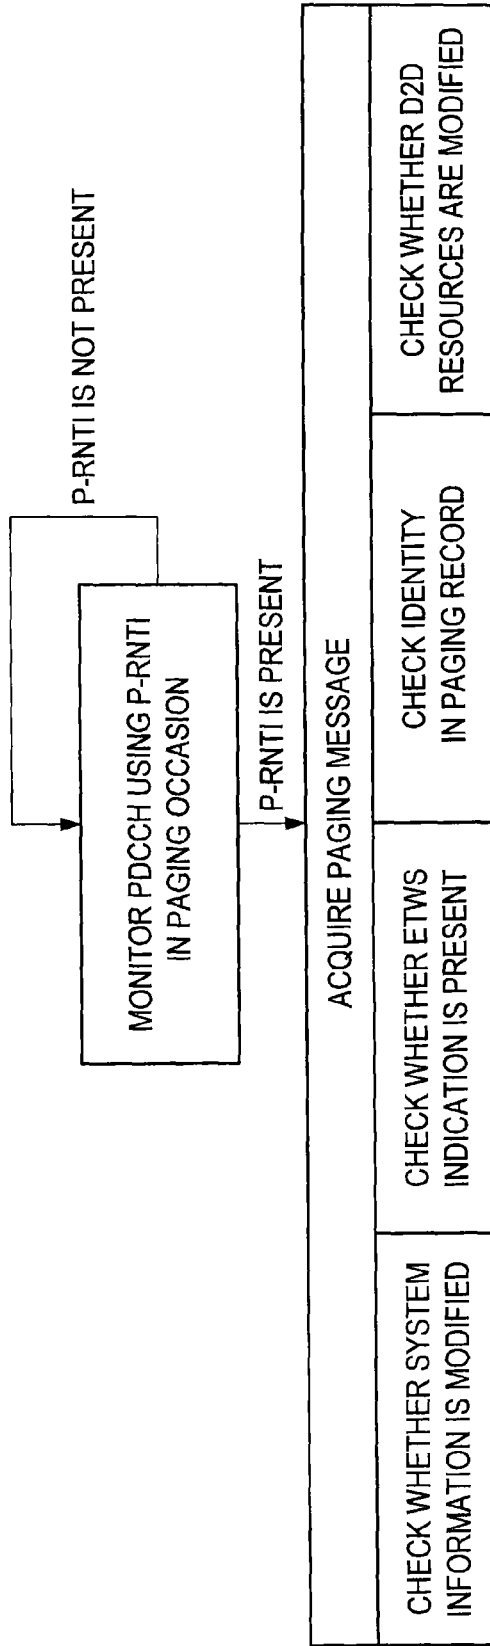 P-RNTI IS NOT PRESENT
MONITOR PDCCH USING P-RNTI
IN PAGING OCCASION
P-RNTI IS PRESENT
ACQUIRE PAGING MESSAGE
CHECK WHETHER SYSTEM
INFORMATION IS MODIFIED
CHECK WHETHER ETWS
INDICATION IS PRESENT
CHECK IDENTITY
IN PAGING RECORD
CHECK WHETHER D2D
RESOURCES ARE MODIFIED